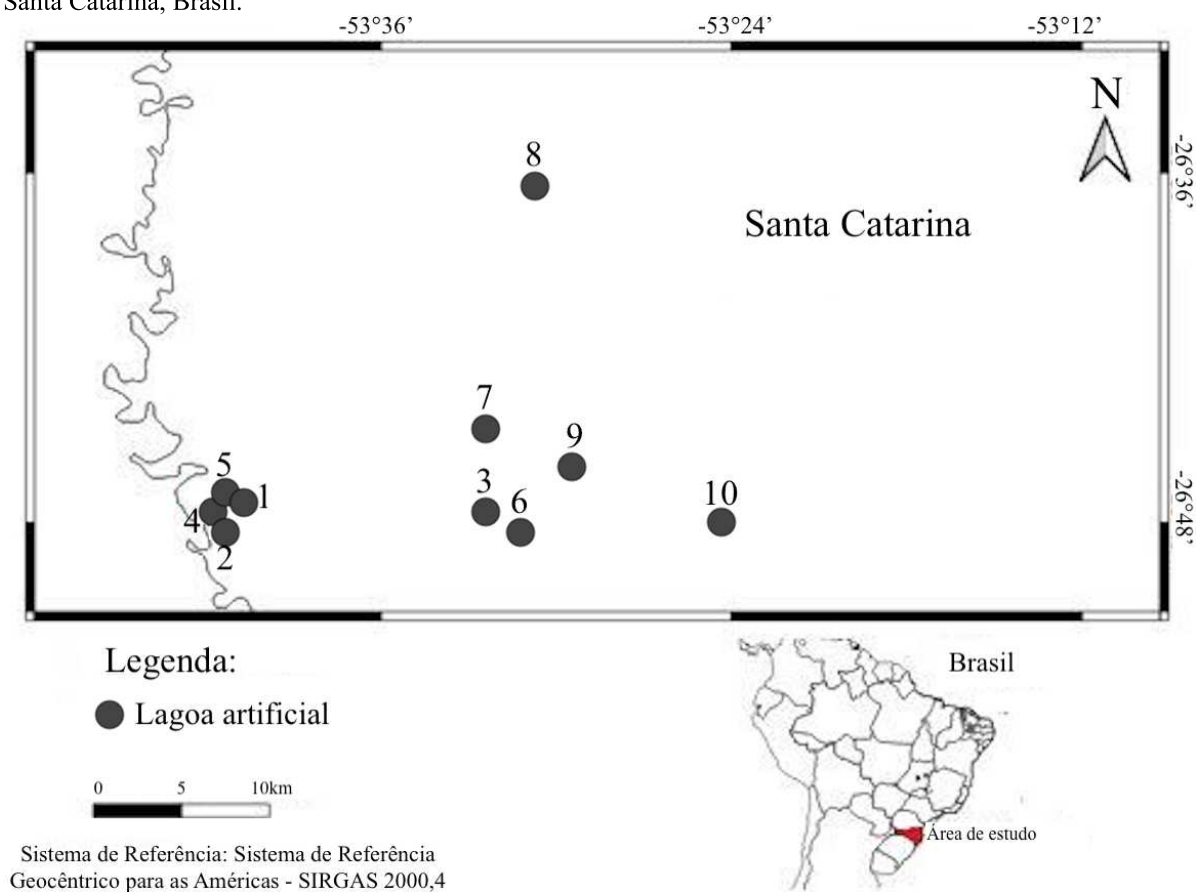 Santa Catarina, Brasil.
-53°36’ -53°24’ -53°12’
N
-26°36’
8
Santa Catarina
7
9
5
3
10
1
6
4
-26°48’
2
Legenda:
Lagoa artificial
Brasil
0 5 10km
Área de estudo
Sistema de Referência: Sistema de Referência
Geocêntrico para as Américas - SIRGAS 2000,4